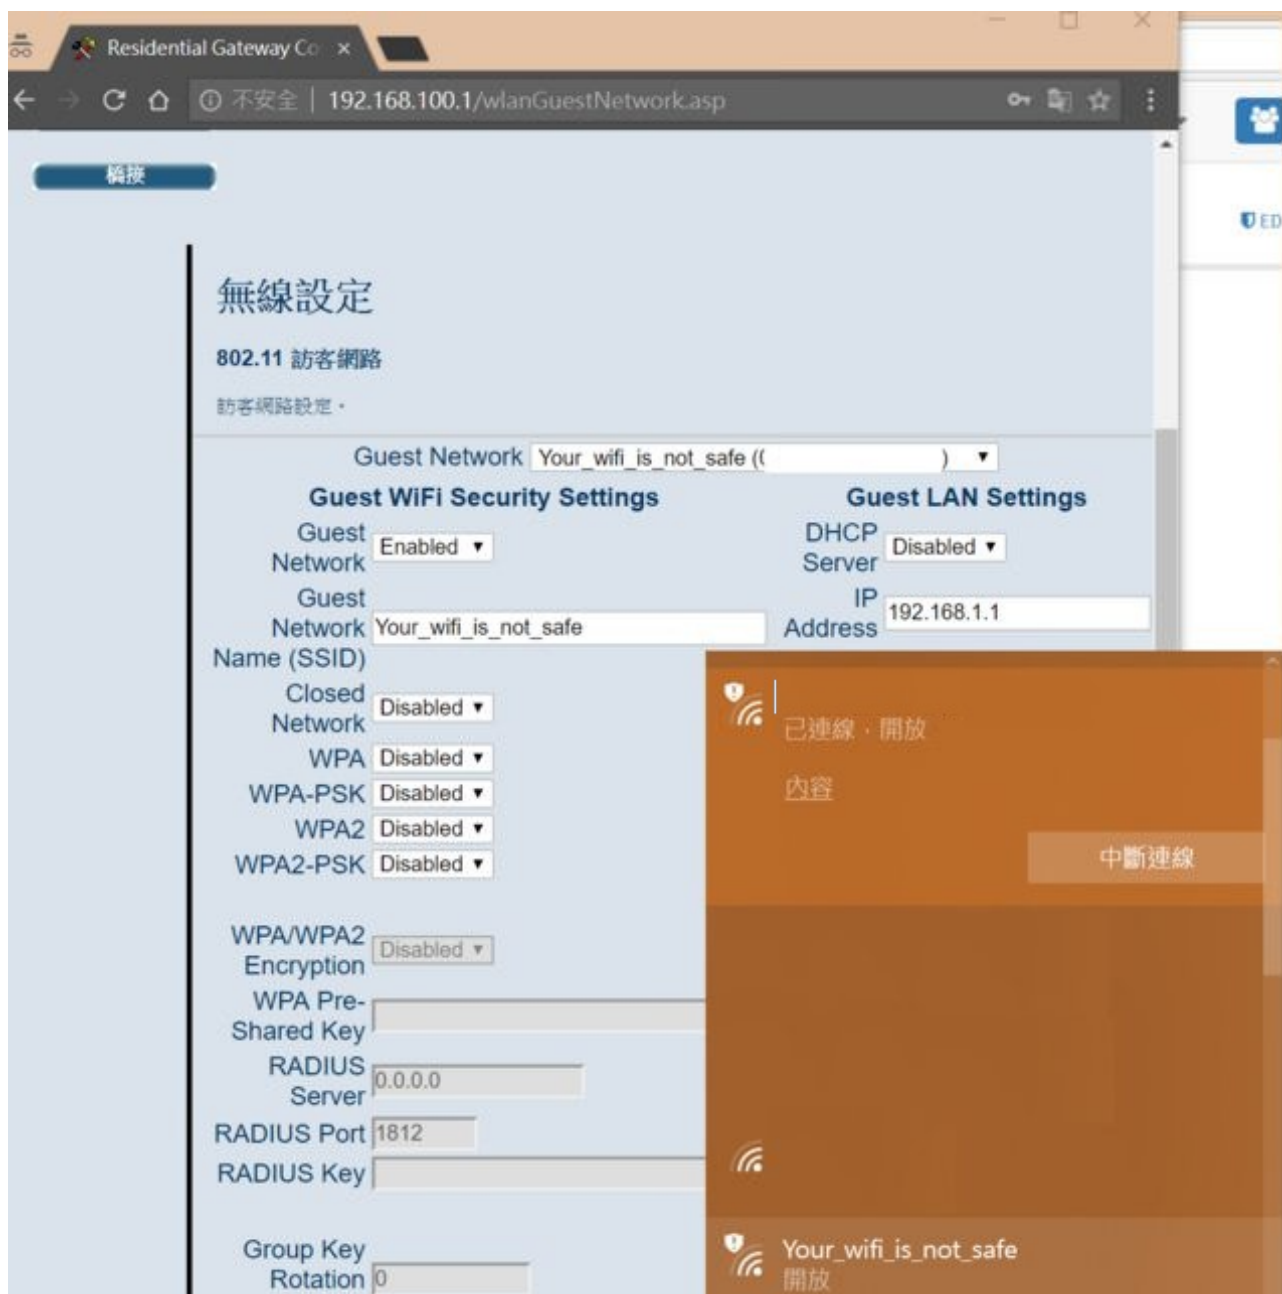 Residential Gateway Co
不安全 | 192.168.100.1/wlanGuestNetwork.asp
橋接
ED
無線設定
802.11 訪客網路
訪客網路設定。
Guest Network Your_wifi_is_not_safe (( )
Guest WiFi Security Settings
Guest LAN Settings
Guest Network Enabled
DHCP Server Disabled
Guest Network Name (SSID) Your_wifi_is_not_safe
IP Address 192.168.1.1
Closed Network Disabled
WPA Disabled
WPA-PSK Disabled
WPA2 Disabled
WPA2-PSK Disabled
WPA/WPA2 Encryption Disabled
WPA Pre-Shared Key
RADIUS Server 0.0.0.0
RADIUS Port 1812
RADIUS Key
Group Key Rotation 0
已連線，開放
內容
中斷連線
Your_wifi_is_not_safe
開放